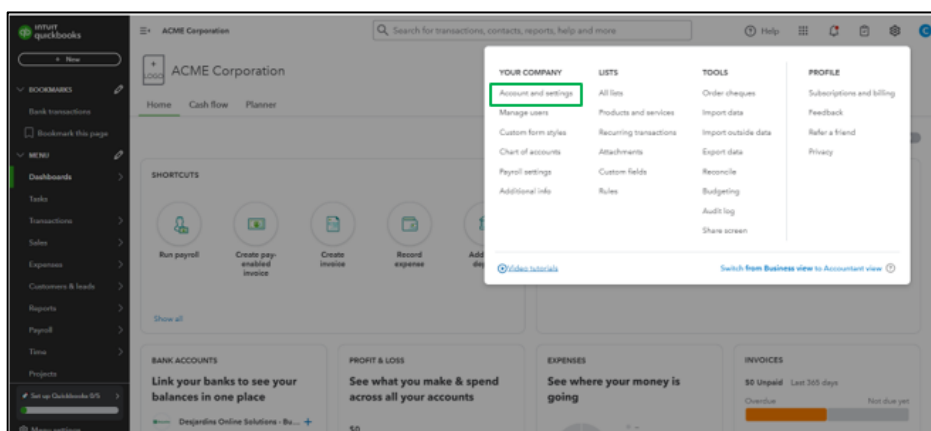 INTUIT
quickbooks
ACME Corporation
Search for transactions, contacts, reports, help and more
Help
C
+ New
BOOKMARKS
Bank transactions
Bookmark this page
MENU
Dashboards
Tasks
Transactions
Sales
Expenses
Customers & leads
Reports
Payroll
Time
Projects
Set up Quickbooks 0/5
Menu settings
+
LOGO
ACME Corporation
Home Cash flow Planner
SHORTCUTS
Run payroll
Create pay-
enabled
invoice
Create
invoice
Record
expense
Add
Show all
YOUR COMPANY
Account and settings
Manage users
Custom form styles
Chart of accounts
Payroll settings
Additional info
LISTS
All lists
Products and services
Recurring transactions
Attachments
Custom fields
Rules
TOOLS
Order cheques
Import data
Import outside data
Export data
Reconcile
Budgeting
Audit log
Share screen
PROFILE
Subscriptions and billing
Feedback
Refer a friend
Privacy
Video tutorials
Switch from Business view to Accountant view
BANK ACCOUNTS
Link your banks to see your
balances in one place
Desjardins Online Solutions - Bu... +
PROFIT & LOSS
See what you make & spend
across all your accounts
$0
EXPENSES
See where your money is
going
INVOICES
$0 Unpaid Last 365 days
Overdue Not due yet